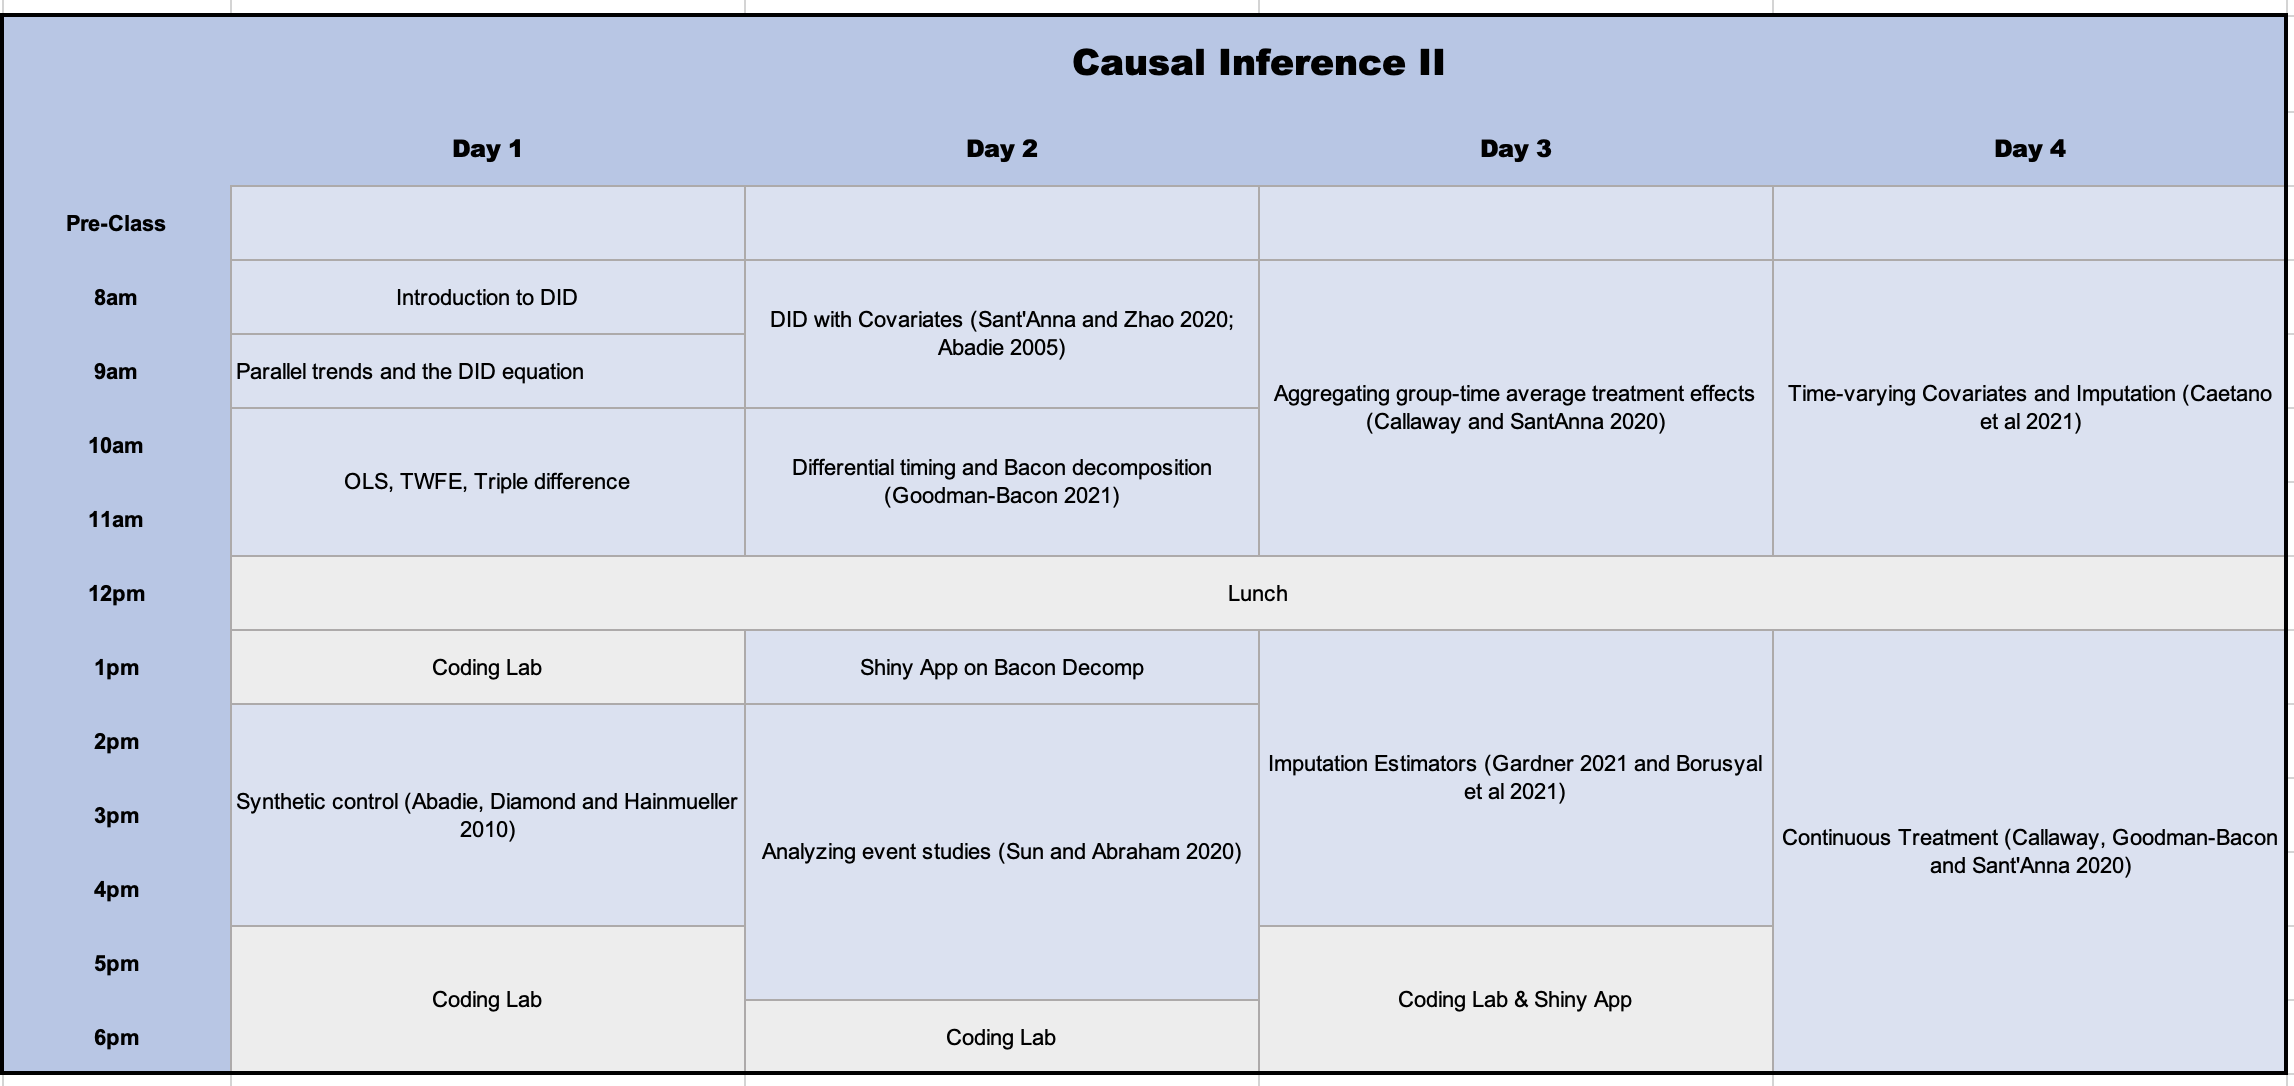 Causal Inference II
Day 1
Day 2
Day 3
Day 4
Pre-Class
8am
Introduction to DID
DID with Covariates (Sant'Anna and Zhao 2020;
Abadie 2005)
9am
Parallel trends and the DID equation
Aggregating group-time average treatment effects
(Callaway and SantAnna 2020)
Time-varying Covariates and Imputation (Caetano
et al 2021)
10am
OLS, TWFE, Triple difference
Differential timing and Bacon decomposition
(Goodman-Bacon 2021)
11am
12pm
Lunch
1pm
Coding Lab
Shiny App on Bacon Decomp
2pm
Imputation Estimators (Gardner 2021 and Borusyal
et al 2021)
3pm
Synthetic control (Abadie, Diamond and Hainmueller
2010)
Analyzing event studies (Sun and Abraham 2020)
Continuous Treatment (Callaway, Goodman-Bacon
and Sant'Anna 2020)
4pm
5pm
Coding Lab
Coding Lab & Shiny App
6pm
Coding Lab